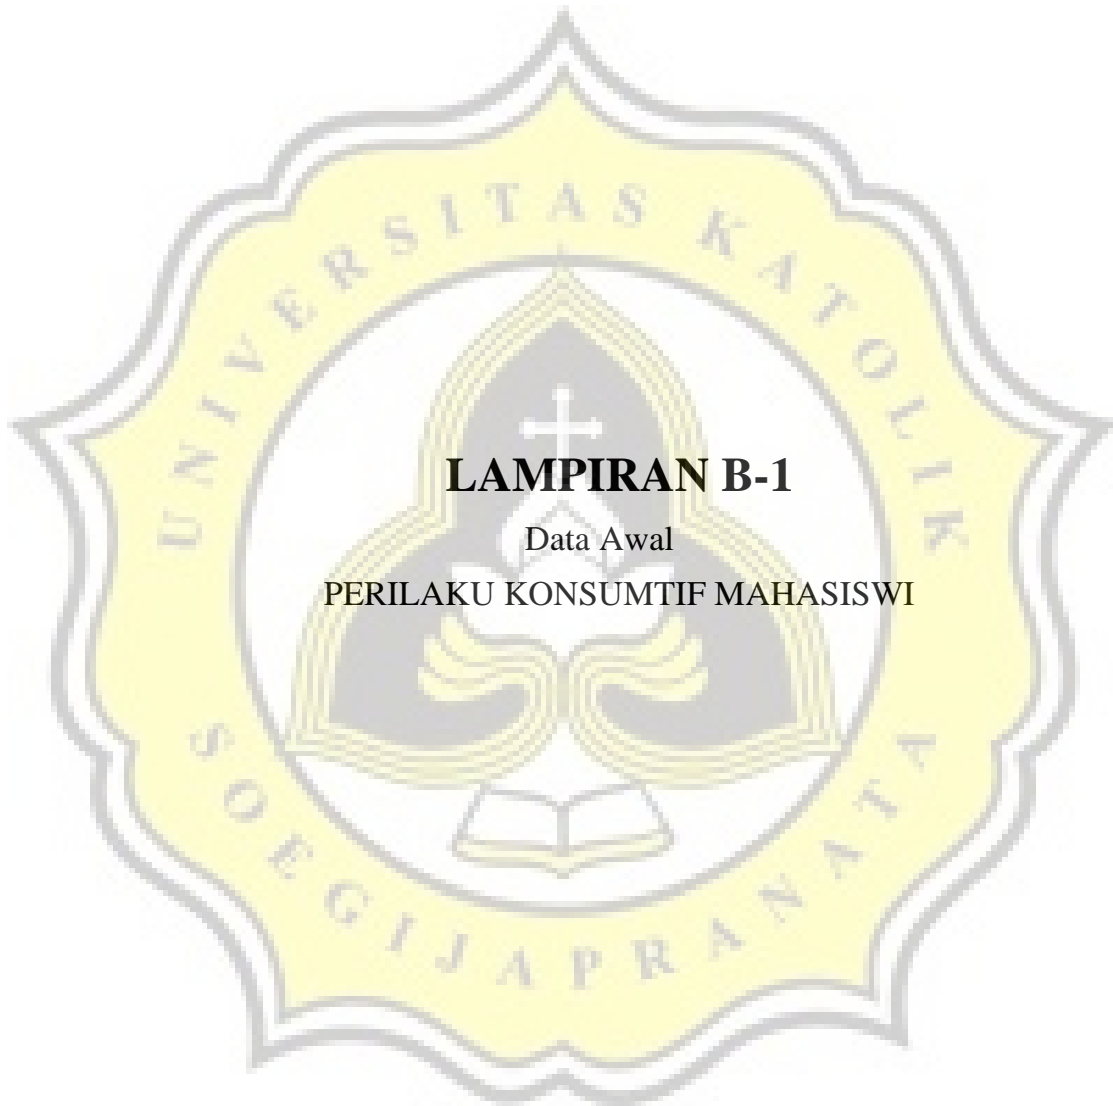 UNIVERSITAS KATOLIK
LAMPIRAN B-1
Data Awal
PERILAKU KONSUMTIF MAHASISWI
SOEGIJAPRANATA